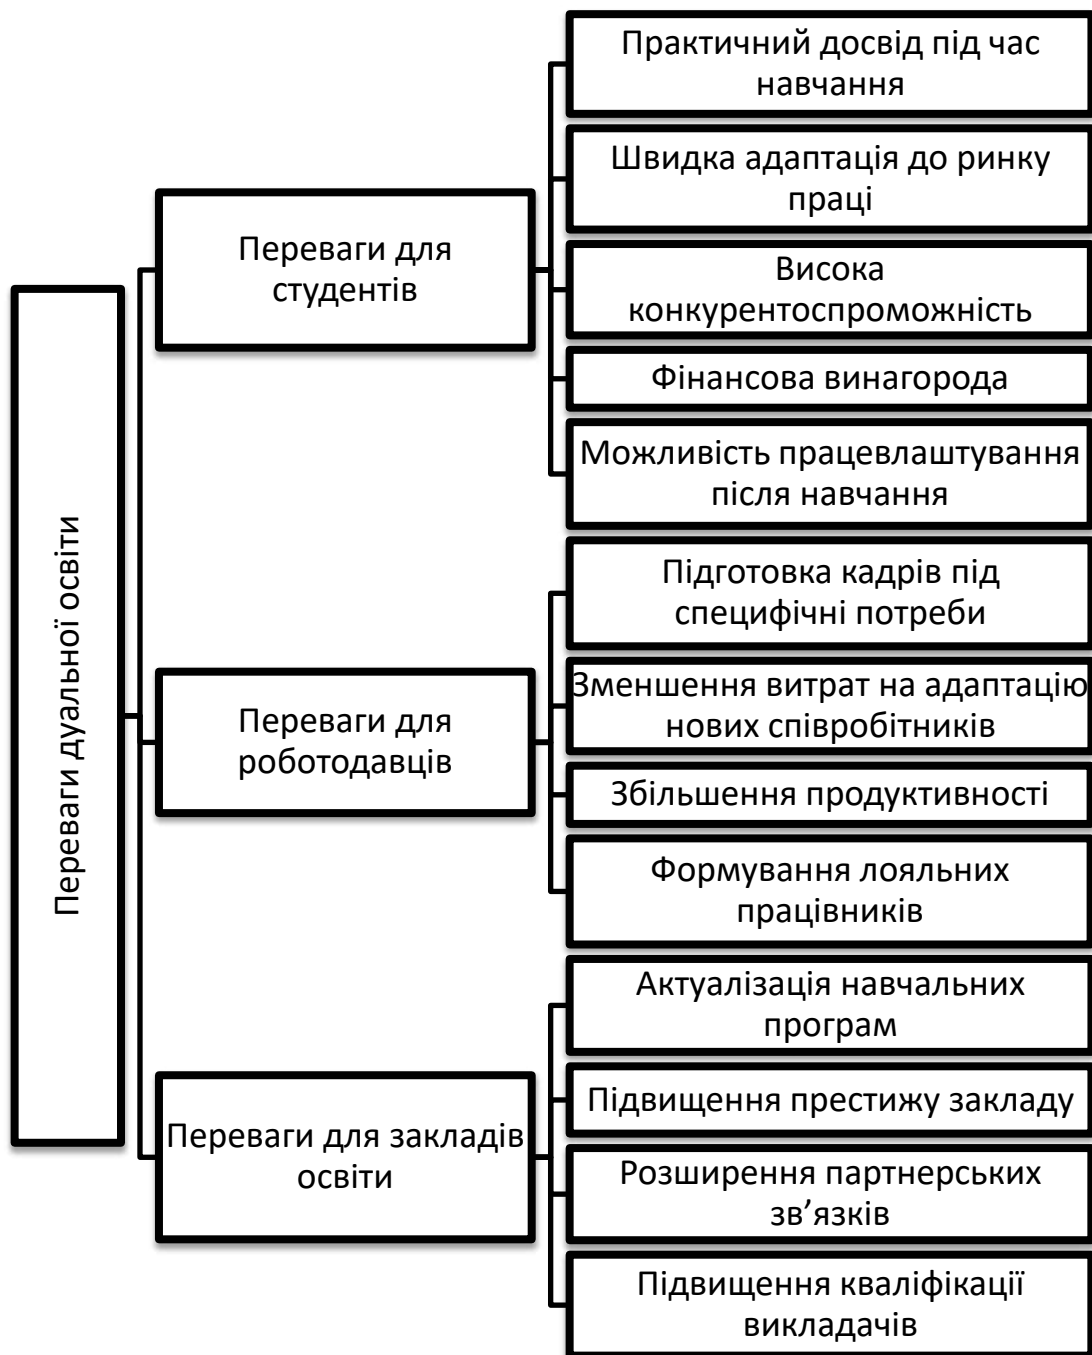 Переваги дуальної освіти
Переваги для
студентів
Практичний досвід під час
навчання
Швидка адаптація до ринку
праці
Висока
конкурентоспроможність
Фінансова винагорода
Можливість працевлаштування
після навчання
Переваги для
роботодавців
Підготовка кадрів під
специфічні потреби
Зменшення витрат на адаптацію
нових співробітників
Збільшення продуктивності
Формування лояльних
працівників
Переваги для закладів
освіти
Актуалізація навчальних
програм
Підвищення престижу закладу
Розширення партнерських
зв’язків
Підвищення кваліфікації
викладачів